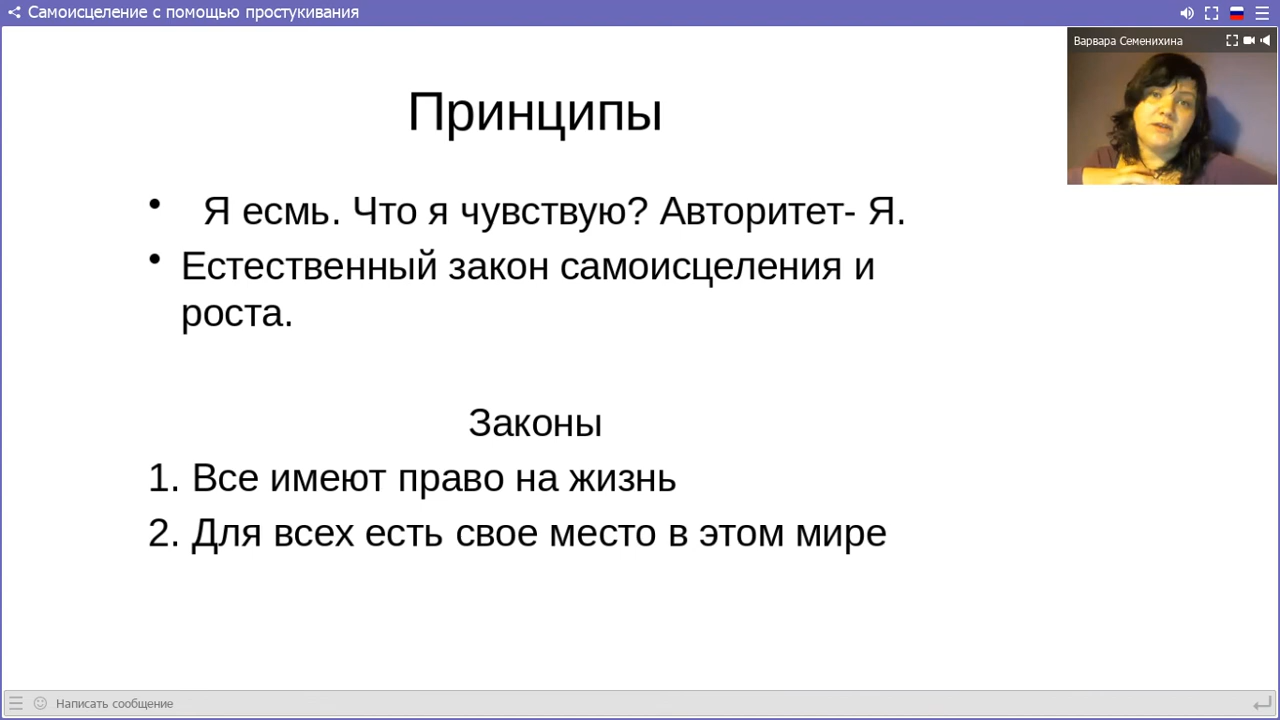 Самоисцеление с помощью простукивания
Варвара Семенихина
Принципы
• Я есмь. Что я чувствую? Авторитет- Я.
• Естественный закон самоисцеления и
роста.
Законы
1. Все имеют право на жизнь
2. Для всех есть свое место в этом мире
Написать сообщение